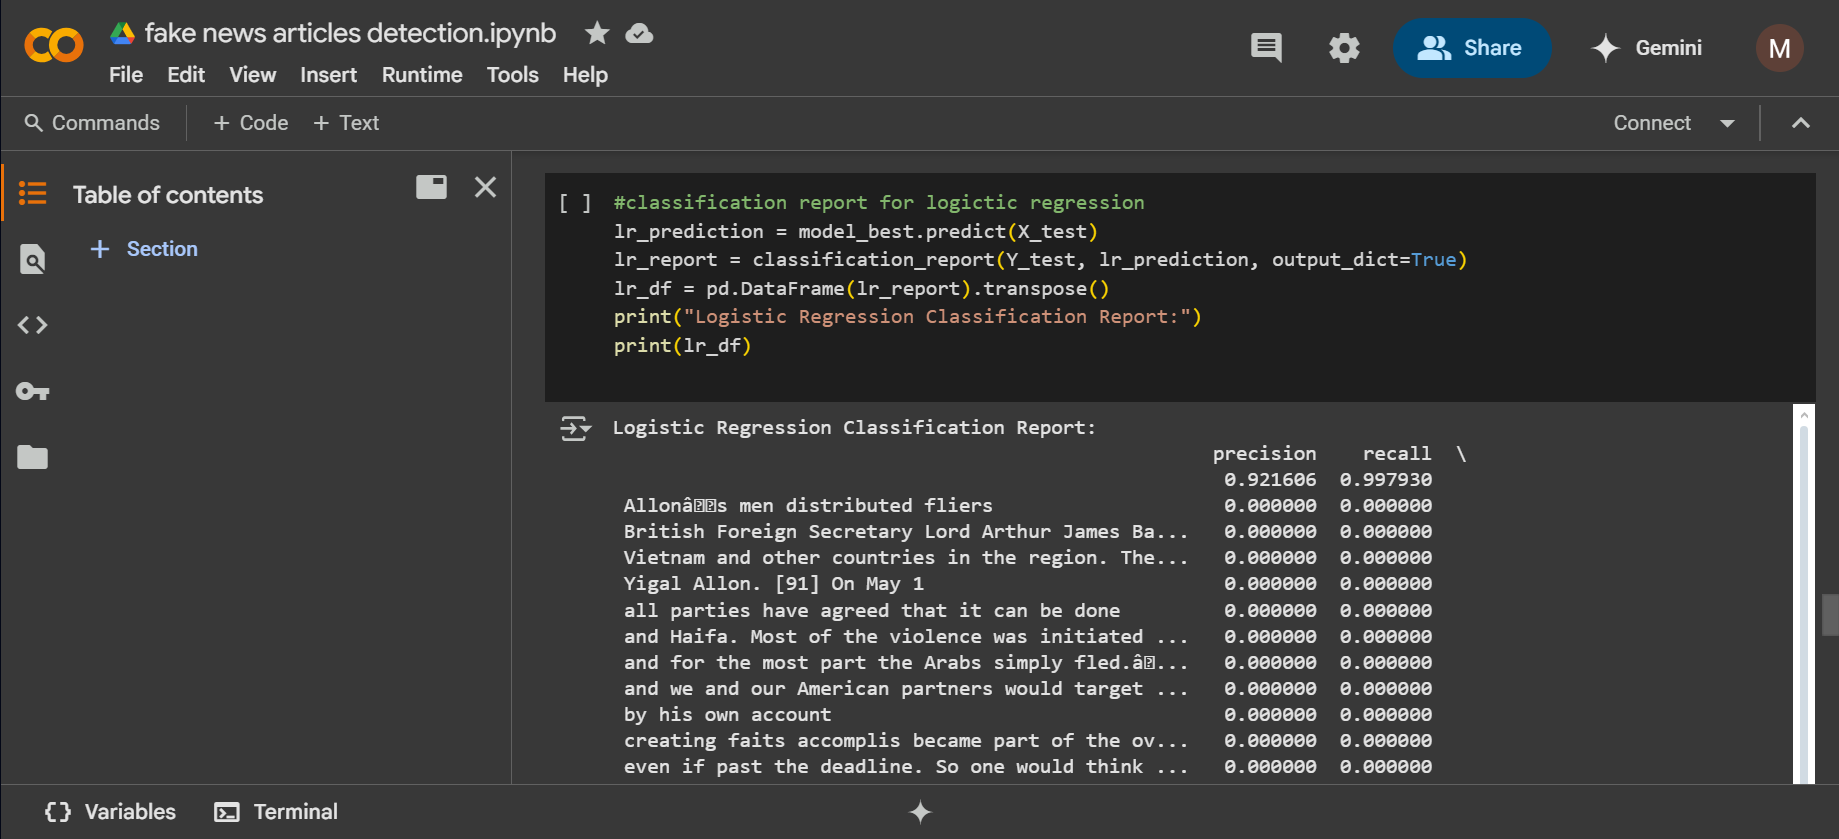 fake news articles detection.ipynb
File Edit View Insert Runtime Tools Help
Share
Gemini
M
Commands
+ Code + Text
Connect
Table of contents
+ Section
[ ] #classification report for logictic regression
lr_prediction = model_best.predict(X_test)
lr_report = classification_report(Y_test, lr_prediction, output_dict=True)
lr_df = pd.DataFrame(lr_report).transpose()
print("Logistic Regression Classification Report:")
print(lr_df)
Logistic Regression Classification Report:
precision recall \
0.921606 0.997930
Allonâs men distributed fliers 0.000000 0.000000
British Foreign Secretary Lord Arthur James Ba... 0.000000 0.000000
Vietnam and other countries in the region. The... 0.000000 0.000000
Yigal Allon. [91] On May 1 0.000000 0.000000
all parties have agreed that it can be done 0.000000 0.000000
and Haifa. Most of the violence was initiated ... 0.000000 0.000000
and for the most part the Arabs simply fled.â... 0.000000 0.000000
and we and our American partners would target ... 0.000000 0.000000
by his own account 0.000000 0.000000
creating faits accomplis became part of the ov... 0.000000 0.000000
even if past the deadline. So one would think ... 0.000000 0.000000
Variables Terminal